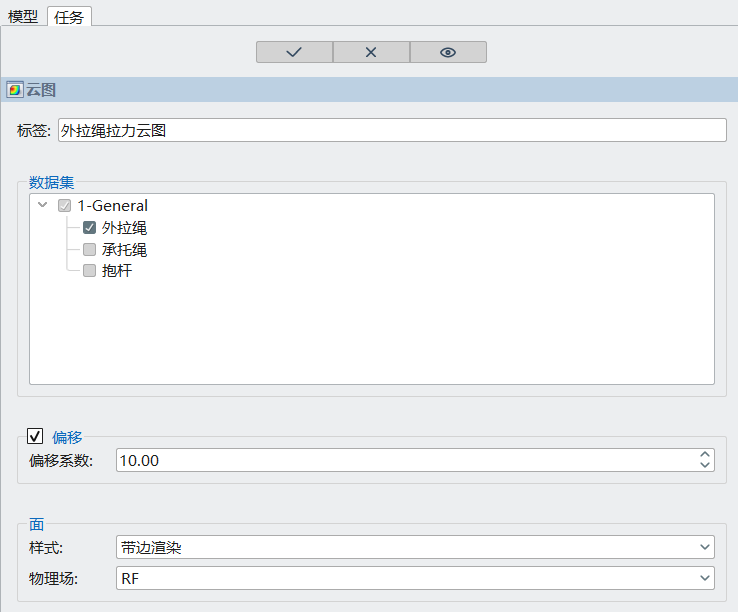 模型 任务
云图
标签: 外拉绳拉力云图
数据集
1-General
外拉绳
承托绳
抱杆
偏移
偏移系数: 10.00
面
样式: 带边渲染
物理场: RF